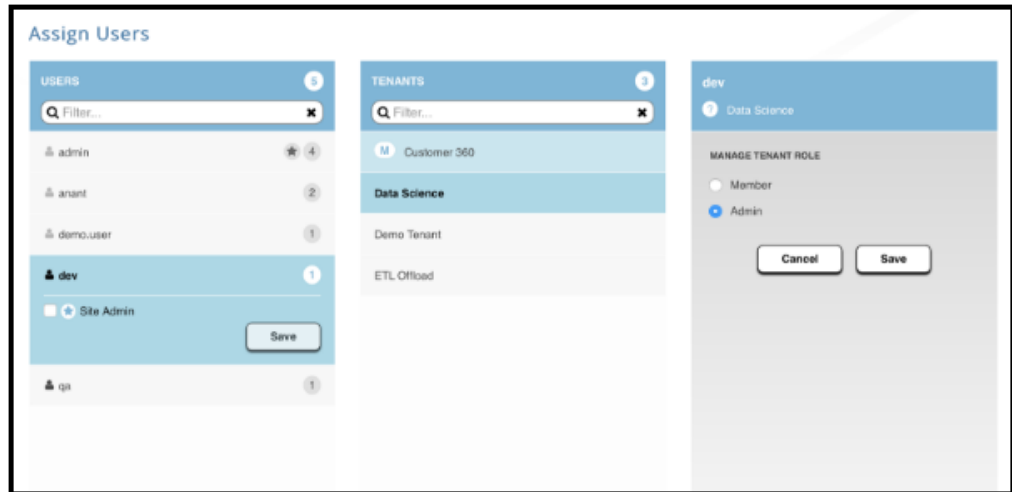 Assign Users
USERS 5
Filter...
admin 4
anant 2
demo.user 1
dev 1
Site Admin
Save
qa 1
TENANTS 3
Filter...
M Customer 360
Data Science
Demo Tenant
ETL Offload
dev
? Data Science
MANAGE TENANT ROLE
Member
Admin
Cancel Save